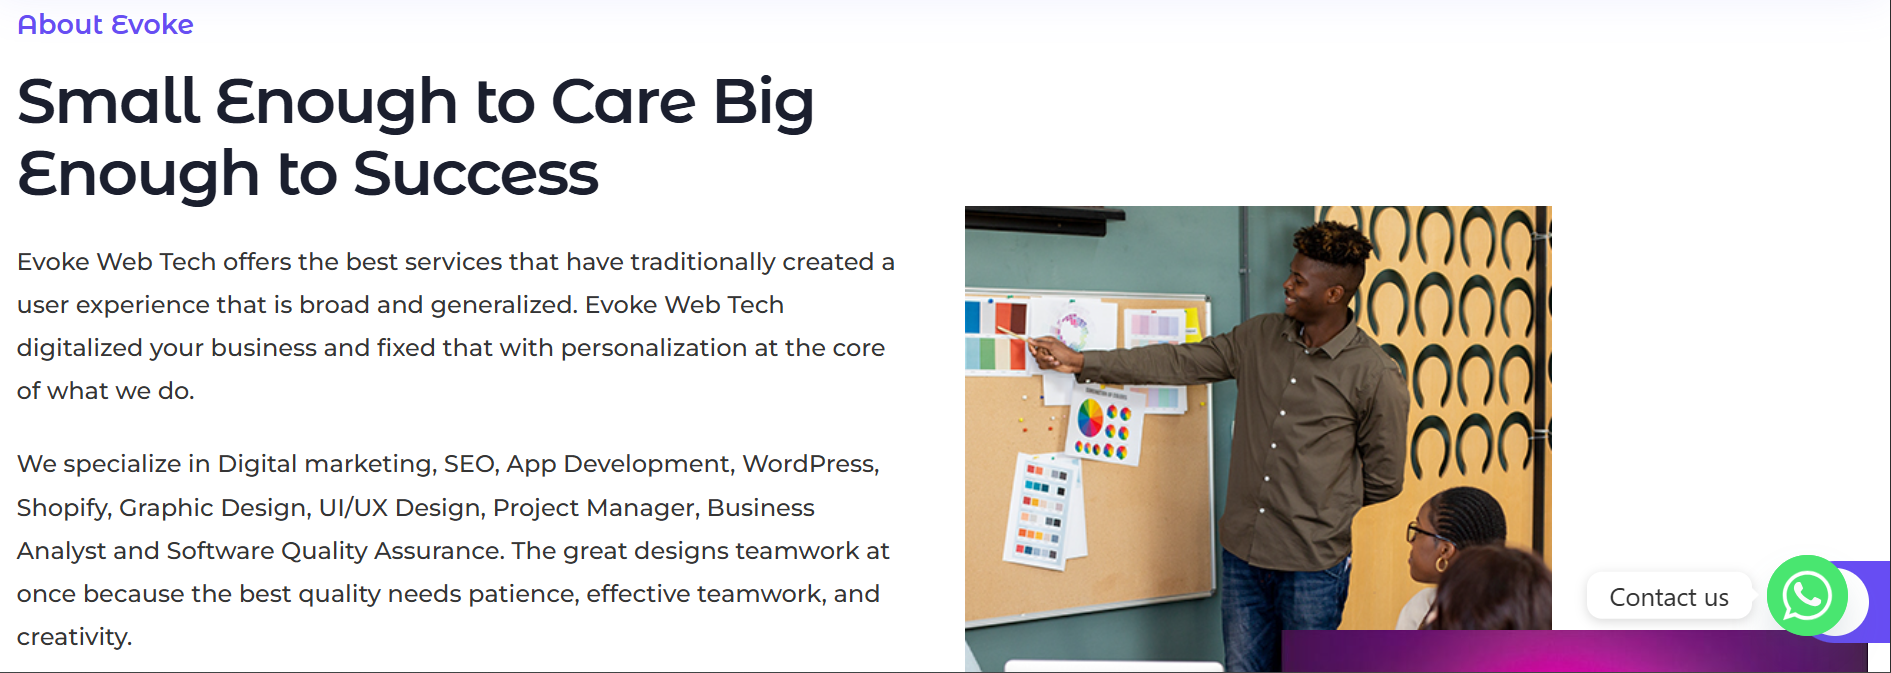 About Evoke
Small Enough to Care Big
Enough to Success
Evoke Web Tech offers the best services that have traditionally created a
user experience that is broad and generalized. Evoke Web Tech
digitalized your business and fixed that with personalization at the core
of what we do.
We specialize in Digital marketing, SEO, App Development, WordPress,
Shopify, Graphic Design, UI/UX Design, Project Manager, Business
Analyst and Software Quality Assurance. The great designs teamwork at
once because the best quality needs patience, effective teamwork, and
creativity.
Contact us